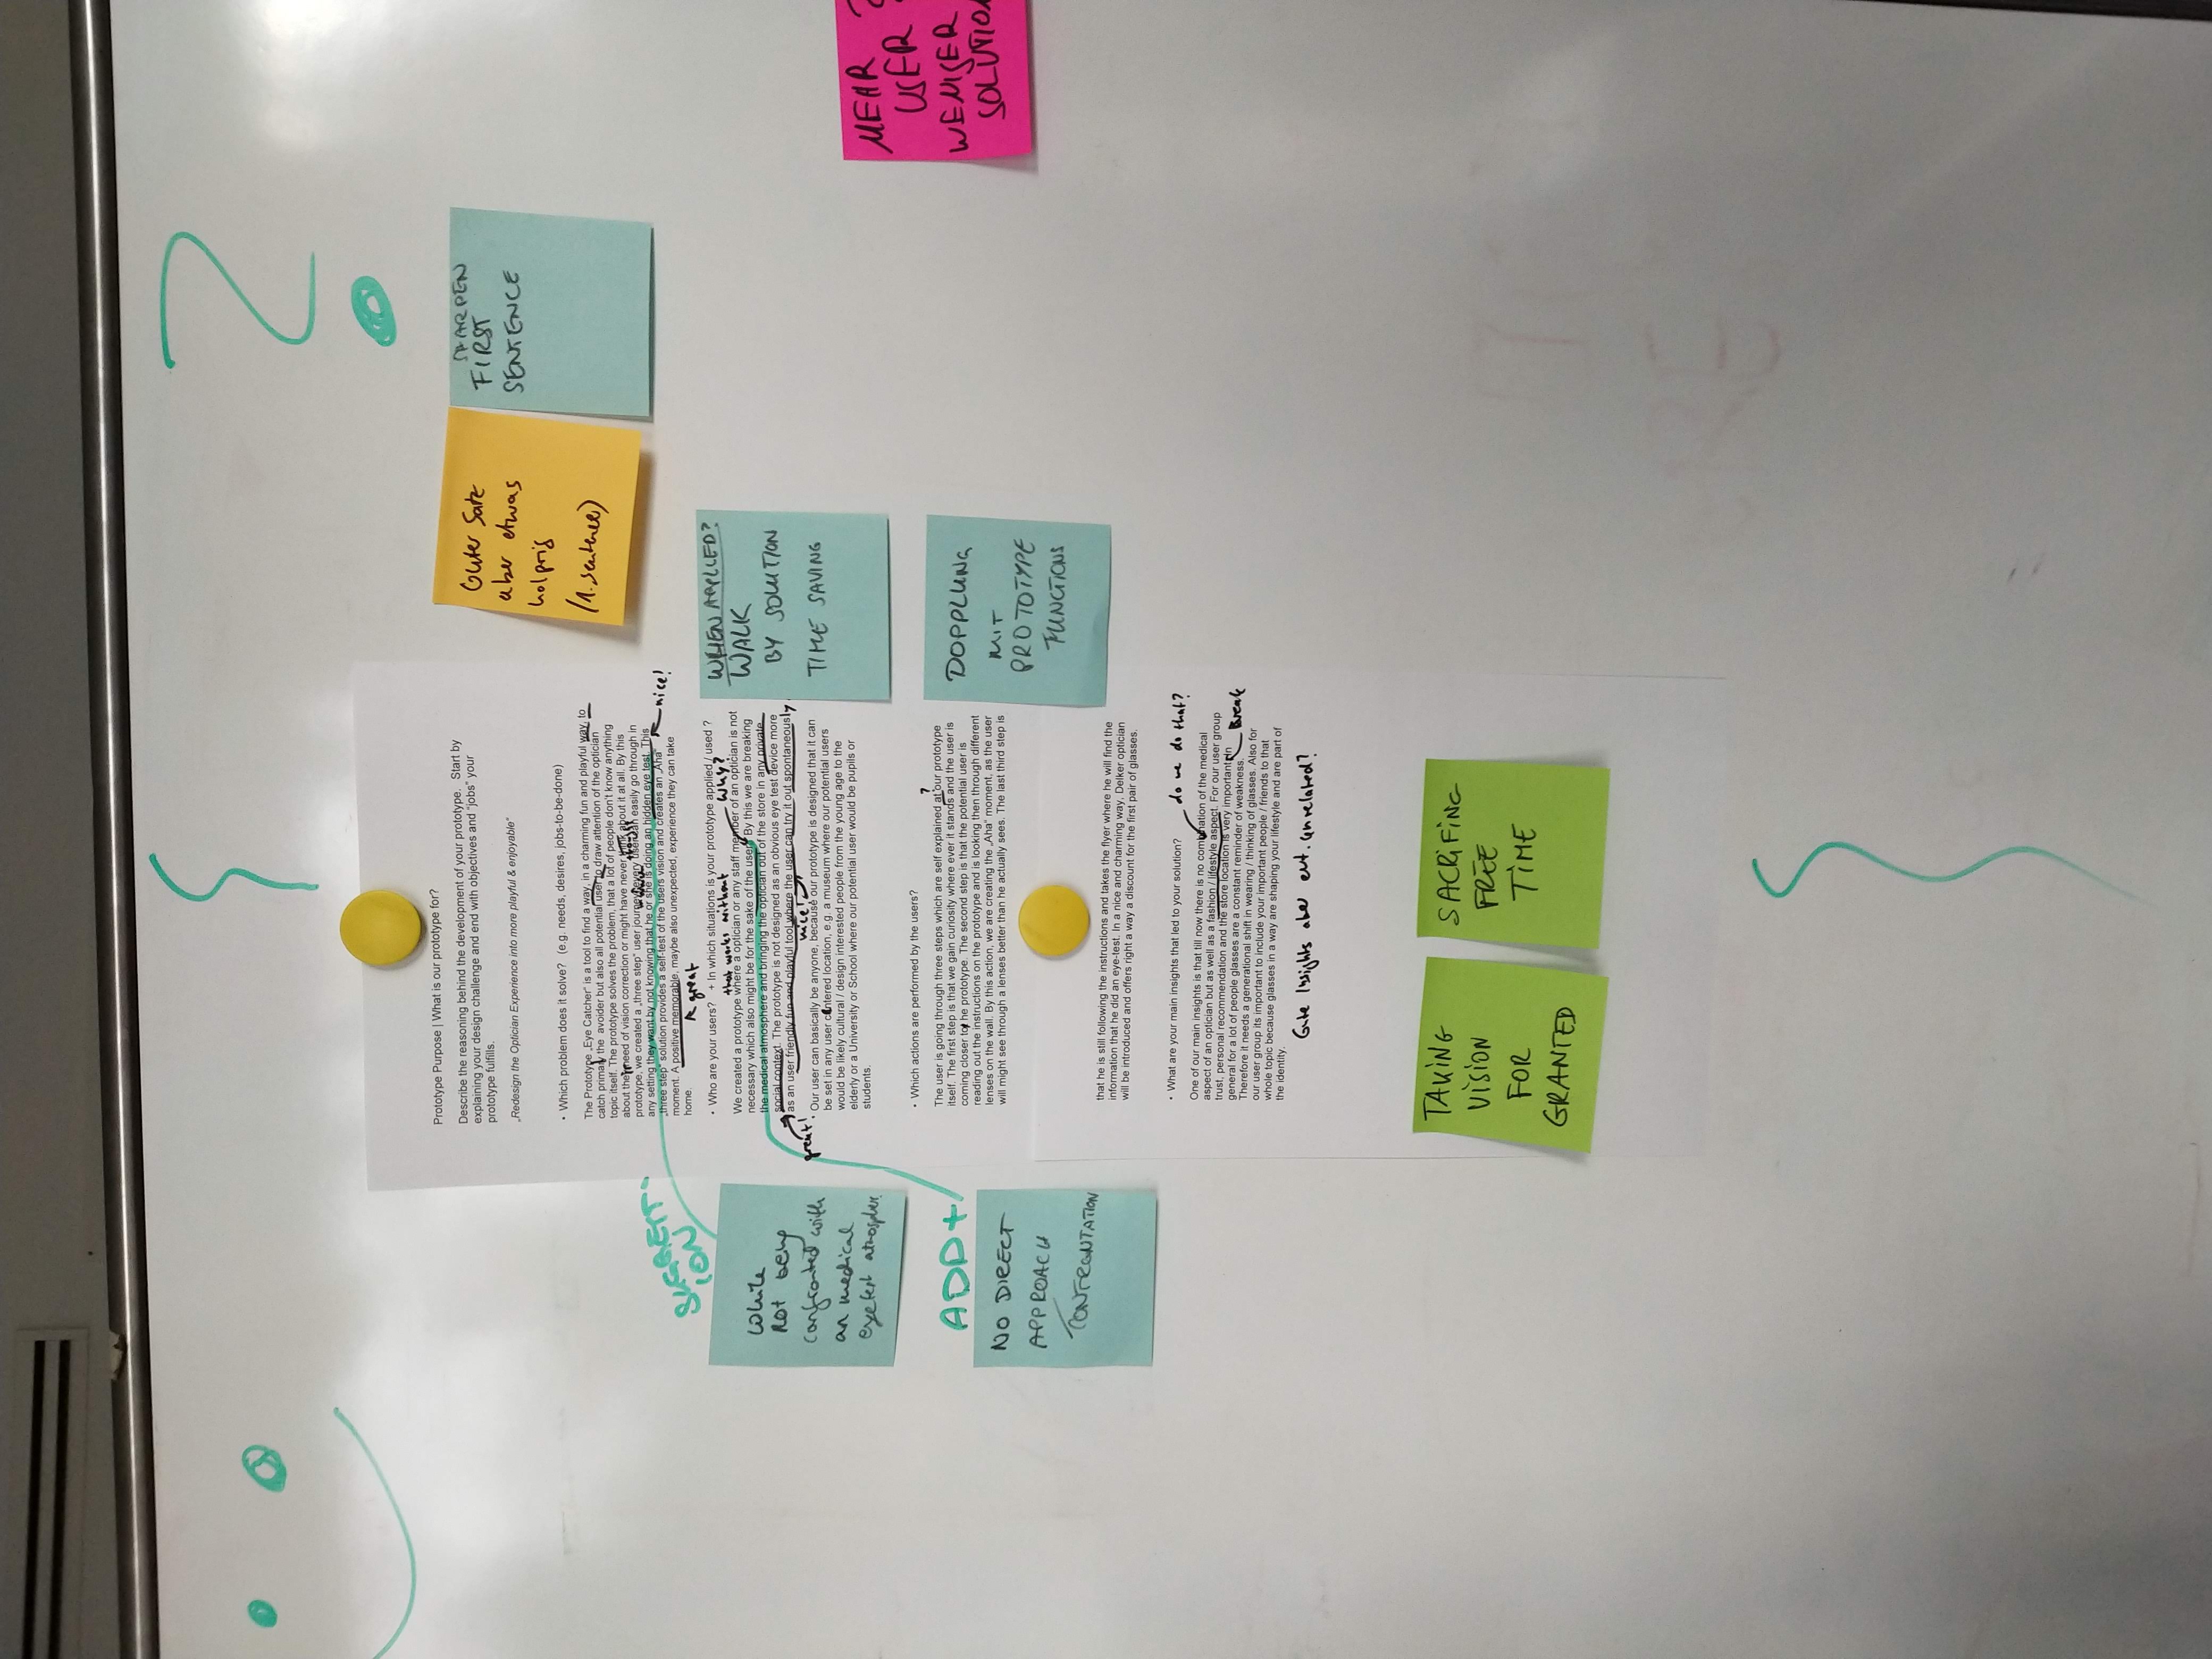 Prototype Purpose | What is our prototype for?
Describe the reasoning behind the development of your prototype. Start by
explaining your design challenge and end with objectives and “jobs” your
prototype fulfills.
„Redesign the Optician Experience into more playful & enjoyable“
• Which problem does it solve? (e.g. needs, desires, jobs-to-be-done)
The Prototype „Eye Catcher“ is a tool to find a way, in a charming fun and playful way, to
catch primar the avoider but also all potential user to draw attention of the optician
topic itself. The prototype solves the problem, that a lot of people don't know anything
about their need of vision correction or might have never think about it at all. By this
thought
prototype, we created a „three step“ user journey every user can easily go through in
any setting they want by not knowing that he or she is doing an hidden eye test. This
„three step“ solution provides a self-test of the users vision and creates an „Aha“
nice!
moment. A positive memorable, maybe also unexpected, experience they can take
home.
great
• Who are your users? + In which situations is your prototype applied / used ?
that works without
why?
We created a prototype where a optician or any staff member of an optician is not
necessary which also might be for the sake of the user. By this we are breaking
the medical atmosphere and bringing the optician out of the store in any private
social context. The prototype is not designed as an obvious eye test device more
as an user friendly fun and playful tool where the user can try it out spontaneously.
great!
nice!
Our user can basically be anyone, because our prototype is designed that it can
be set in any user centered location, e.g. a museum where our potential users
would be likely cultural / design interested people from the young age to the
elderly or a University or School where our potential user would be pupils or
students.
• Which actions are performed by the users?
?
The user is going through three steps which are self explained at our prototype
itself. The first step is that we gain curiosity where ever it stands and the user is
coming closer to he prototype. The second step is that the potential user is
reading out the instructions on the prototype and is looking then through different
lenses on the wall. By this action, we are creating the „Aha“ moment, as the user
will might see through a lenses better than he actually sees. The last third step is
that he is still following the instructions and takes the flyer where he will find the
information that he did an eye-test. In a nice and charming way, Delker optician
will be introduced and offers right a way a discount for the first pair of glasses.
• What are your main insights that led to your solution?
do we do that?
One of our main insights is that till now there is no combination of the medical
aspect of an optician but as well as a fashion / lifestyle aspect. For our user group
trust, personal recommendation and the store location is very important. In
general for a lot of people glasses are a constant reminder of weakness.
Break
Therefore it needs a generational shift in wearing / thinking of glasses. Also for
our user group its important to include your important people / friends to that
whole topic because glasses in a way are shaping your lifestyle and are part of
the identity.
Gute Insights aber evt. unrelated?
SUGGEST-
ION
While
not being
confronted with
an medical
eyetest atmospher.
ADD+
NO DIRECT
APPROACH
/CONFRONTATION
Guter Satz
aber etwas
holprig
(1. sentence)
SHARPEN
FIRST
SENTENCE
WHEN APPLIED?
WALK
BY SOLUTION
TIME SAVING
DOPPLUNG
MIT
PROTOTYPE
FUNCTIONS
MEHR
USER
WENIGER
SOLUTION
TAKING
VISION
FOR
GRANTED
SACRIFING
FREE
TIME
?